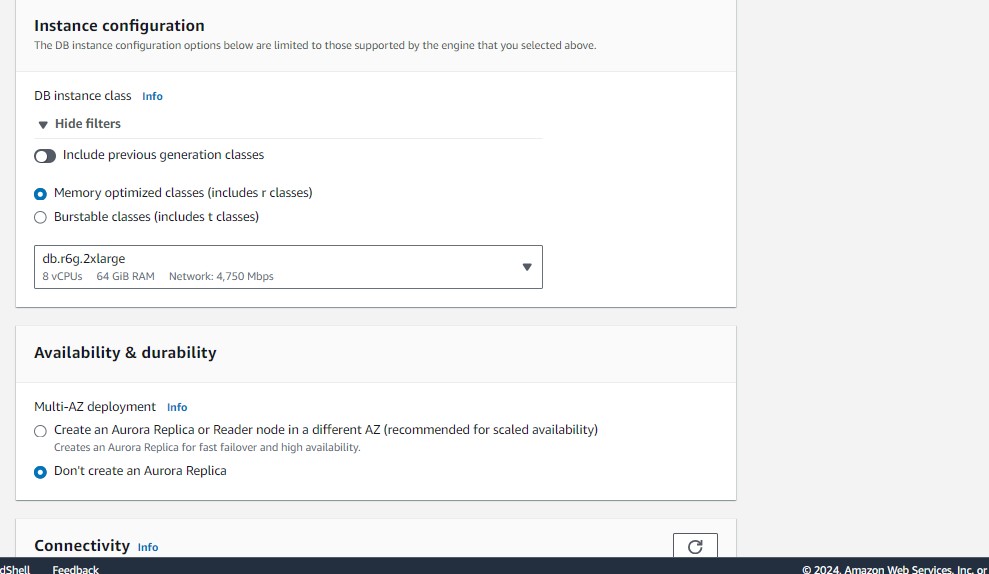 Instance configuration
The DB instance configuration options below are limited to those supported by the engine that you selected above.
DB instance class Info
Hide filters
Include previous generation classes
Memory optimized classes (includes r classes)
Burstable classes (includes t classes)
db.r6g.2xlarge
8 vCPUs 64 GiB RAM Network: 4,750 Mbps
Availability & durability
Multi-AZ deployment Info
Create an Aurora Replica or Reader node in a different AZ (recommended for scaled availability)
Creates an Aurora Replica for fast failover and high availability.
Don't create an Aurora Replica
Connectivity Info
dShell Feedback © 2024, Amazon Web Services, Inc. or